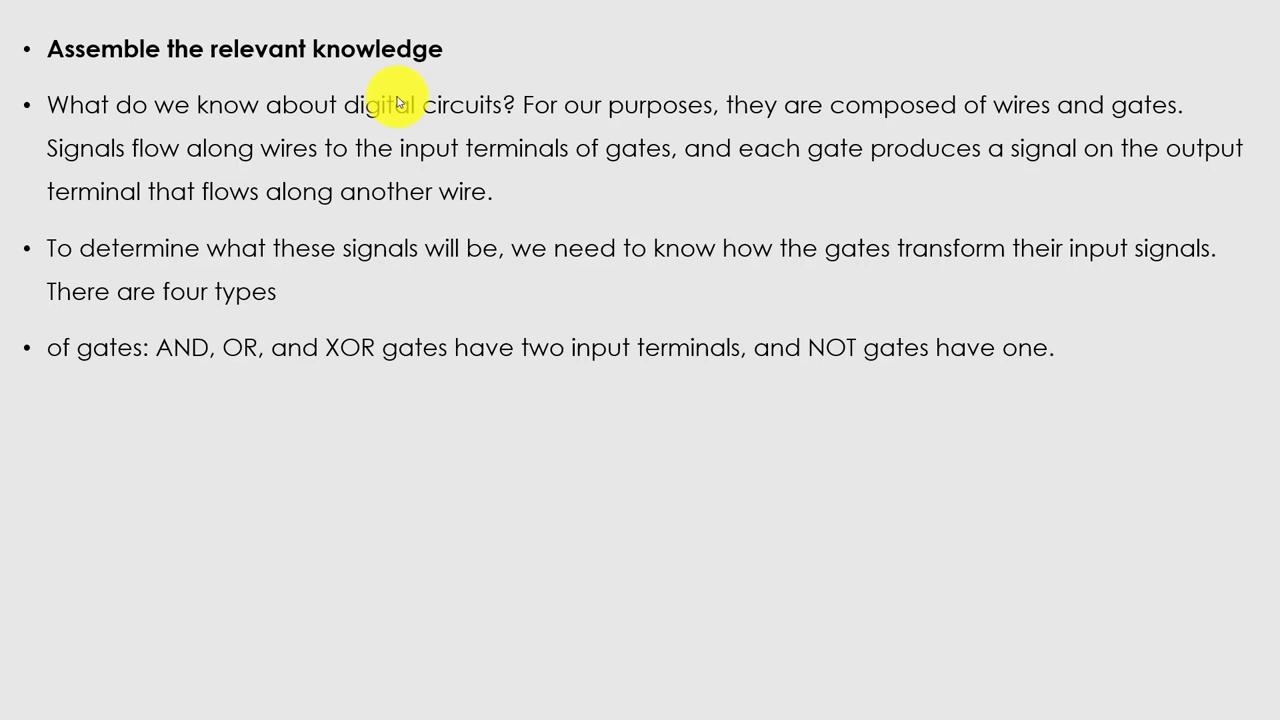 • Assemble the relevant knowledge
• What do we know about digital circuits? For our purposes, they are composed of wires and gates.
Signals flow along wires to the input terminals of gates, and each gate produces a signal on the output
terminal that flows along another wire.
• To determine what these signals will be, we need to know how the gates transform their input signals.
There are four types
• of gates: AND, OR, and XOR gates have two input terminals, and NOT gates have one.